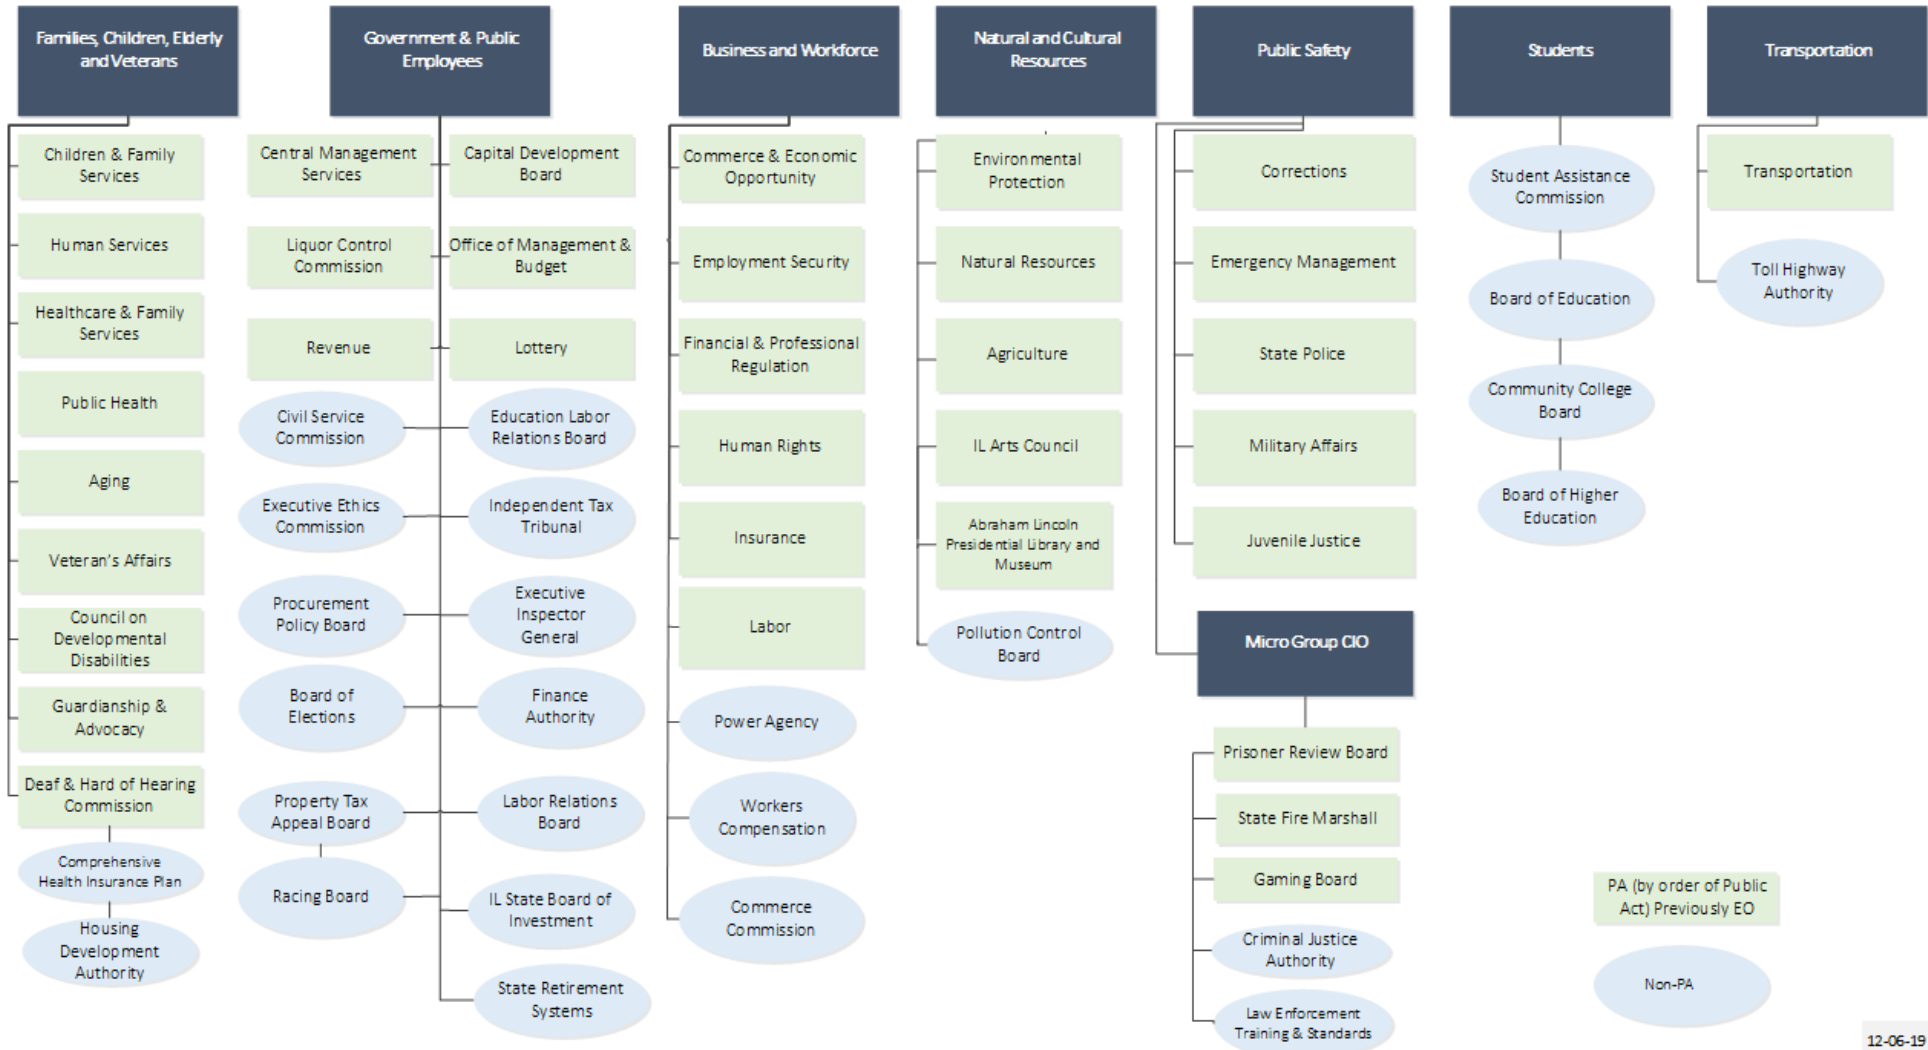 Families, Children, Elderly
and Veterans
Children & Family
Services
Human Services
Healthcare & Family
Services
Public Health
Aging
Veteran's Affairs
Council on
Developmental
Disabilities
Guardianship &
Advocacy
Deaf & Hard of Hearing
Commission
Comprehensive
Health Insurance Plan
Housing
Development
Authority
Government & Public
Employees
Central Management
Services
Capital Development
Board
Liquor Control
Commission
Office of Management &
Budget
Revenue
Lottery
Civil Service
Commission
Education Labor
Relations Board
Executive Ethics
Commission
Independent Tax
Tribunal
Procurement
Policy Board
Executive
Inspector
General
Board of
Elections
Finance
Authority
Property Tax
Appeal Board
Labor Relations
Board
Racing Board
IL State Board of
Investment
State Retirement
Systems
Business and Workforce
Commerce & Economic
Opportunity
Employment Security
Financial & Professional
Regulation
Human Rights
Insurance
Labor
Power Agency
Workers
Compensation
Commerce
Commission
Natural and Cultural
Resources
Environmental
Protection
Natural Resources
Agriculture
IL Arts Council
Abraham Lincoln
Presidential Library and
Museum
Pollution Control
Board
Public Safety
Corrections
Emergency Management
State Police
Military Affairs
Juvenile Justice
Micro Group CIO
Prisoner Review Board
State Fire Marshall
Gaming Board
Criminal Justice
Authority
Law Enforcement
Training & Standards
Students
Student Assistance
Commission
Board of Education
Community College
Board
Board of Higher
Education
Transportation
Transportation
Toll Highway
Authority
PA (by order of Public
Act) Previously EO
Non-PA
12-06-19